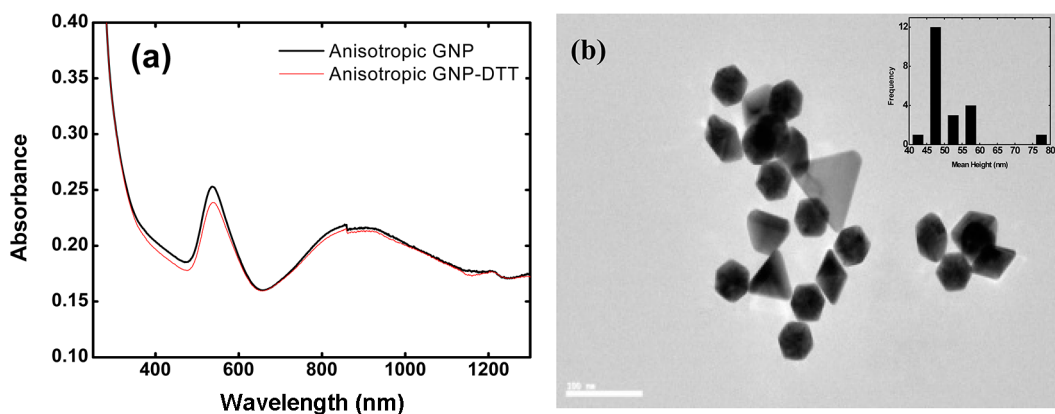 (a)
Anisotropic GNP
Anisotropic GNP-DTT
0.40
0.35
0.30
0.25
0.20
0.15
0.10
Absorbance
400 600 800 1000 1200
Wavelength (nm)
(b)
12
8
4
0
Frequency
40 45 50 55 60 65 70 75 80
Mean Height (nm)
100 nm